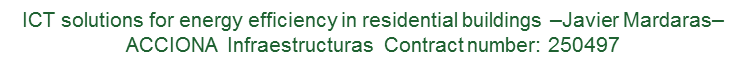 ICT solutions for energy efficiency in residential buildings –Javier Mardaras–
ACCIONA Infraestructuras Contract number: 250497